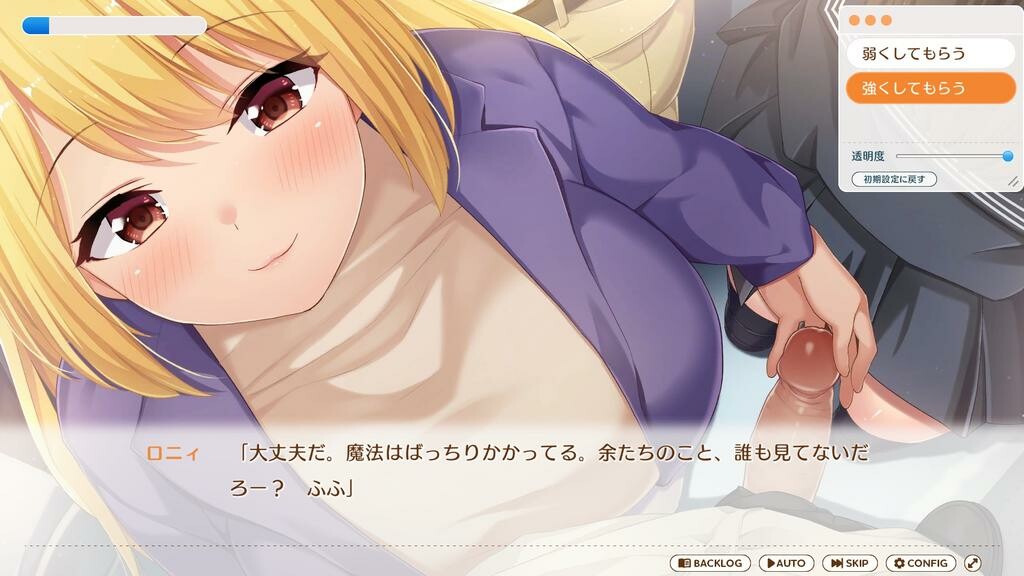 弱くしてもらう
強くしてもらう
透明度
初期設定に戻す
ロニィ
「大丈夫だ。魔法はばっちりかかってる。余たちのこと、誰も見てないだ
ろー？　ふふ」
BACKLOG
AUTO
SKIP
CONFIG